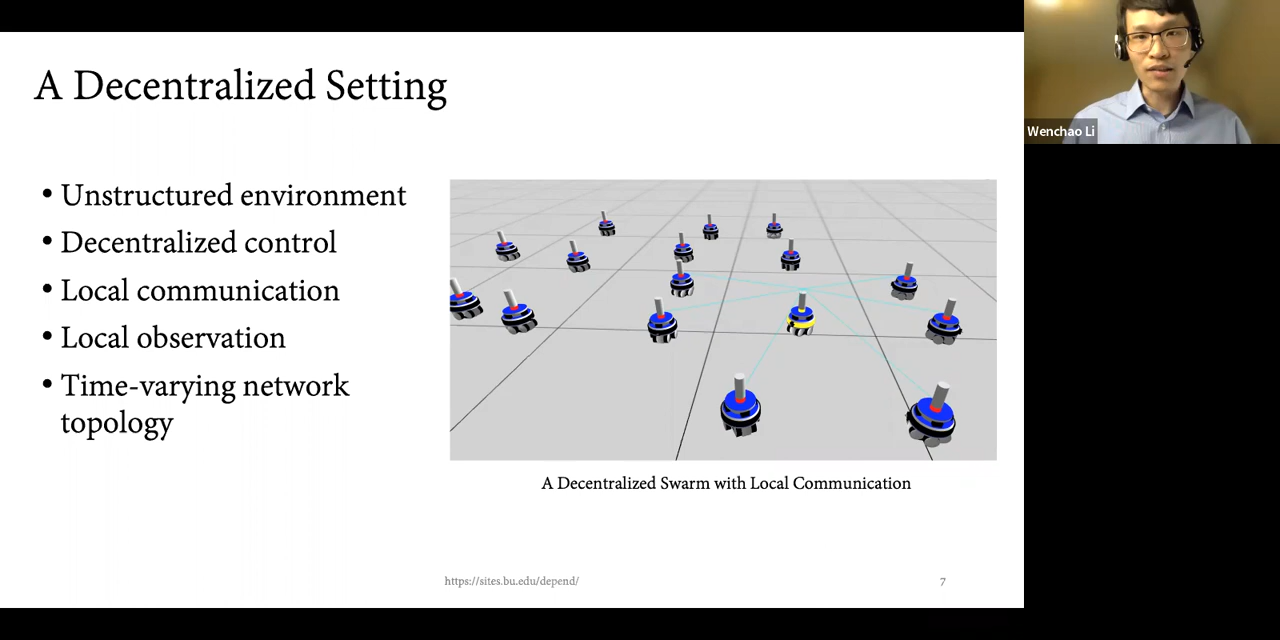 A Decentralized Setting
• Unstructured environment
• Decentralized control
• Local communication
• Local observation
• Time-varying network
topology
A Decentralized Swarm with Local Communication
https://sites.bu.edu/depend/
7
Wenchao Li